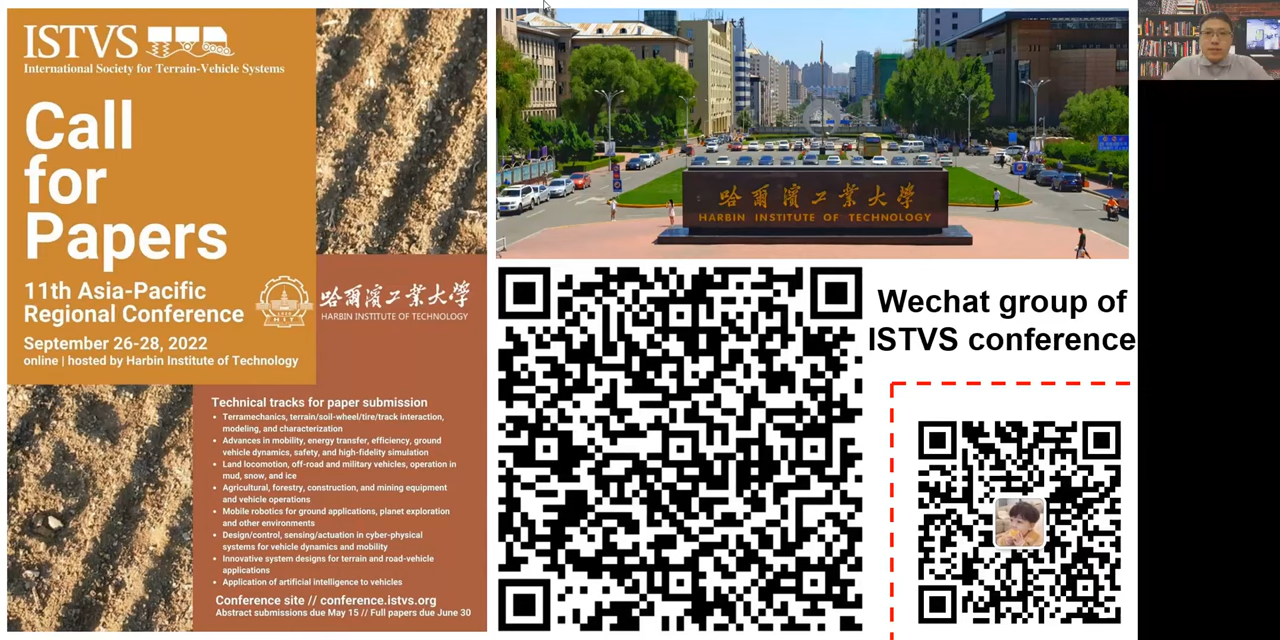 ISTVS
International Society for Terrain-Vehicle Systems
Call
for
Papers
11th Asia-Pacific
Regional Conference
September 26-28, 2022
online | hosted by Harbin Institute of Technology
HIT
哈爾濱工業大學
HARBIN INSTITUTE OF TECHNOLOGY
Technical tracks for paper submission
• Terramechanics, terrain/soil-wheel/tire/track interaction,
modeling, and characterization
• Advances in mobility, energy transfer, efficiency, ground
vehicle dynamics, safety, and high-fidelity simulation
• Land locomotion, off-road and military vehicles, operation in
mud, snow, and ice
• Agricultural, forestry, construction, and mining equipment
and vehicle operations
• Mobile robotics for ground applications, planet exploration
and other environments
• Design/control, sensing/actuation in cyber-physical
systems for vehicle dynamics and mobility
• Innovative system designs for terrain and road-vehicle
applications
• Application of artificial intelligence to vehicles
Conference site // conference.istvs.org
Abstract submissions due May 15 // Full papers due June 30
哈爾濱工業大學
HARBIN INSTITUTE OF TECHNOLOGY
Wechat group of
ISTVS conference